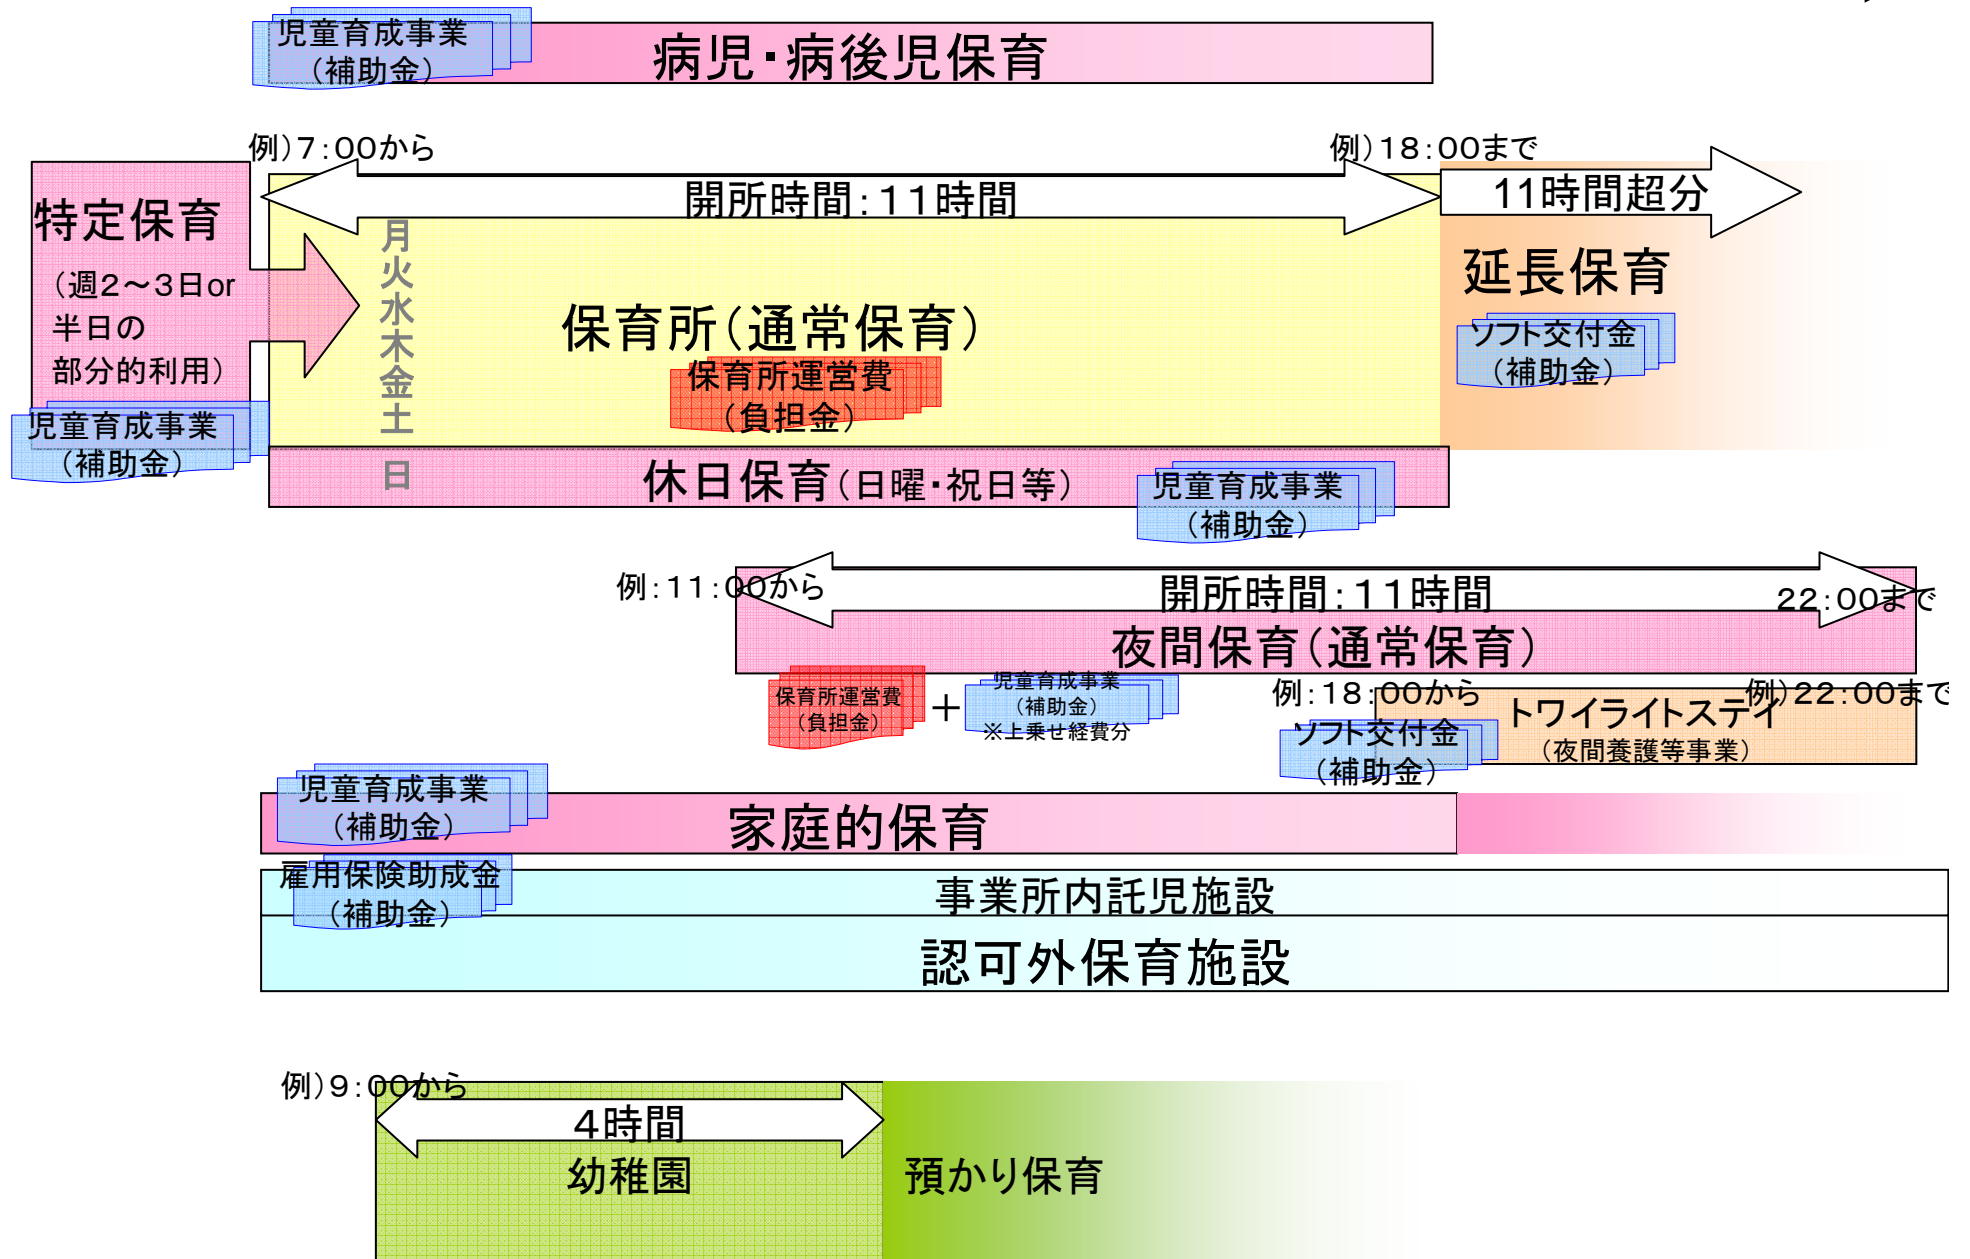 児童育成事業
（補助金）
病児・病後児保育
例）７：００から
例）１８：００まで
開所時間：１１時間
11時間超分
特定保育
（週２～３日or
半日の
部分的利用）
児童育成事業
（補助金）
月
火
水
木
金
土
日
保育所（通常保育）
保育所運営費
（負担金）
延長保育
ソフト交付金
（補助金）
休日保育（日曜・祝日等）
児童育成事業
（補助金）
例：１１：００から
開所時間：１１時間
２２：００まで
夜間保育（通常保育）
保育所運営費
（負担金）
＋
児童育成事業
（補助金）
※上乗せ経費分
例：１８：００から
例）２２：００まで
トワイライトステイ
（夜間養護等事業）
ソフト交付金
（補助金）
児童育成事業
（補助金）
家庭的保育
雇用保険助成金
（補助金）
事業所内託児施設
認可外保育施設
例）９：００から
４時間
幼稚園
預かり保育